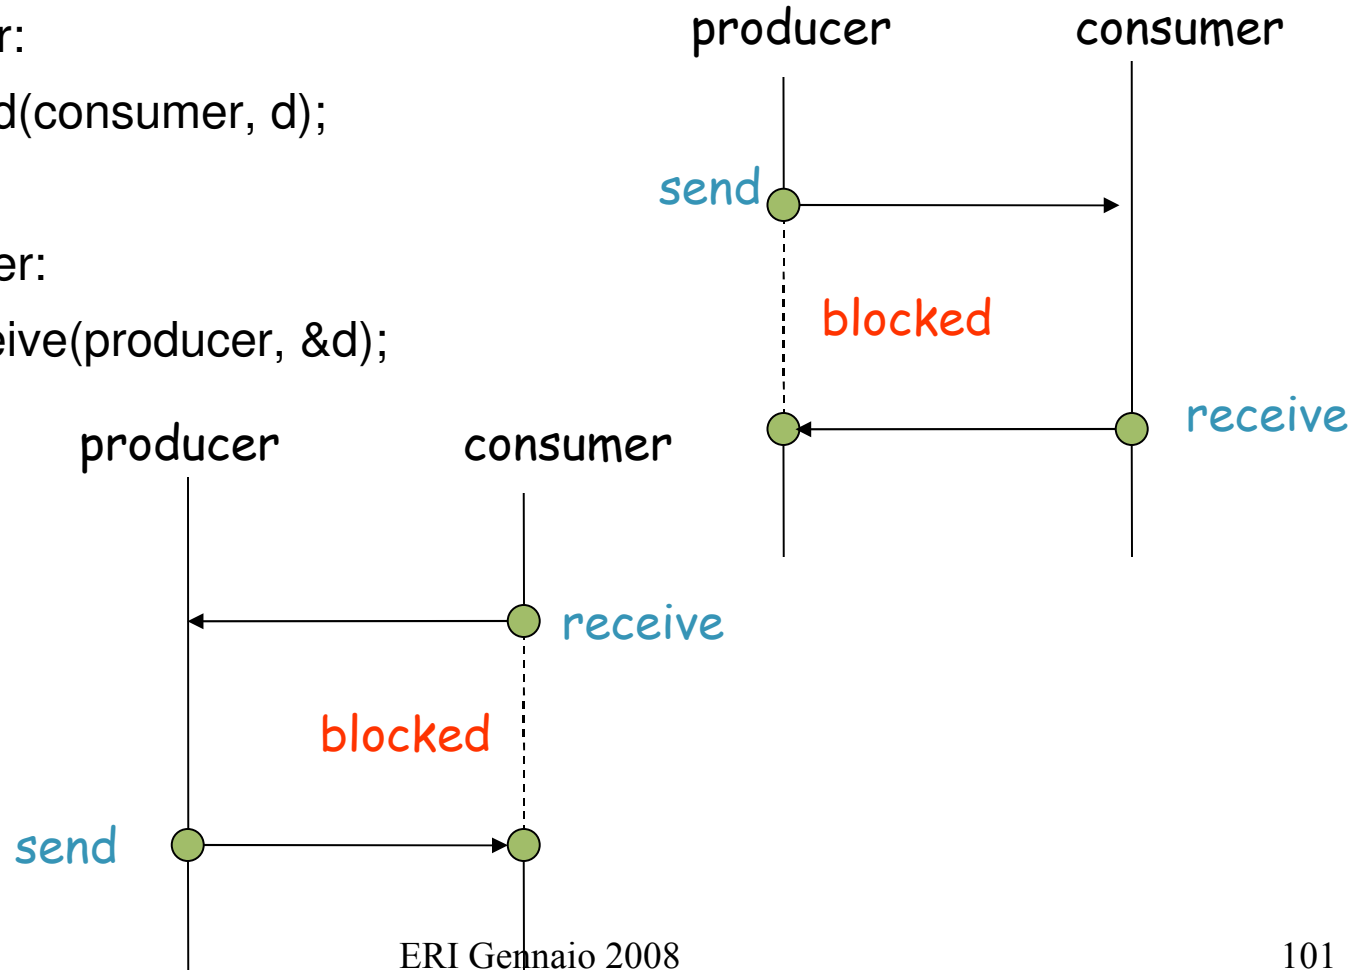 r:
d(consumer, d);
er:
eive(producer, &d);
producer consumer
send
blocked
receive
producer consumer
receive
blocked
send
ERI Gennaio 2008 101